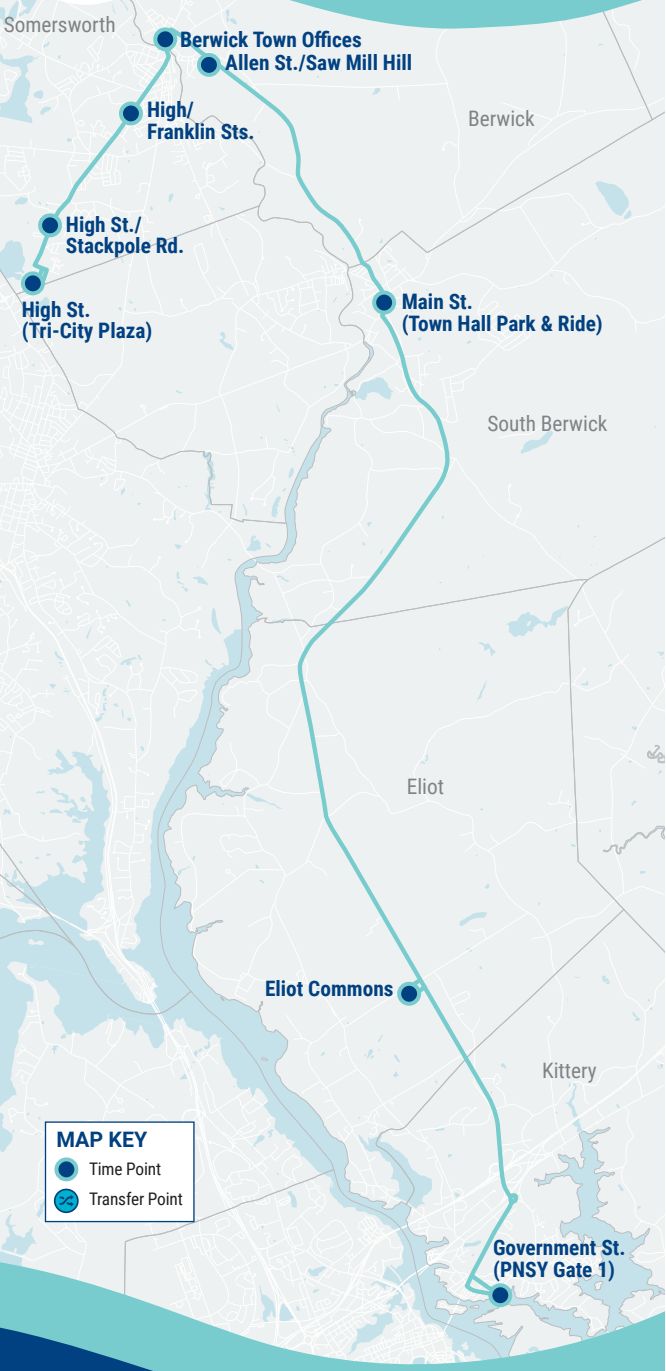 Somersworth
Berwick Town Offices
Allen St./Saw Mill Hill
High/
Franklin Sts.
Berwick
High St./
Stackpole Rd.
High St.
(Tri-City Plaza)
Main St.
(Town Hall Park & Ride)
South Berwick
Eliot
Eliot Commons
Kittery
MAP KEY
Time Point
Transfer Point
Government St.
(PNSY Gate 1)